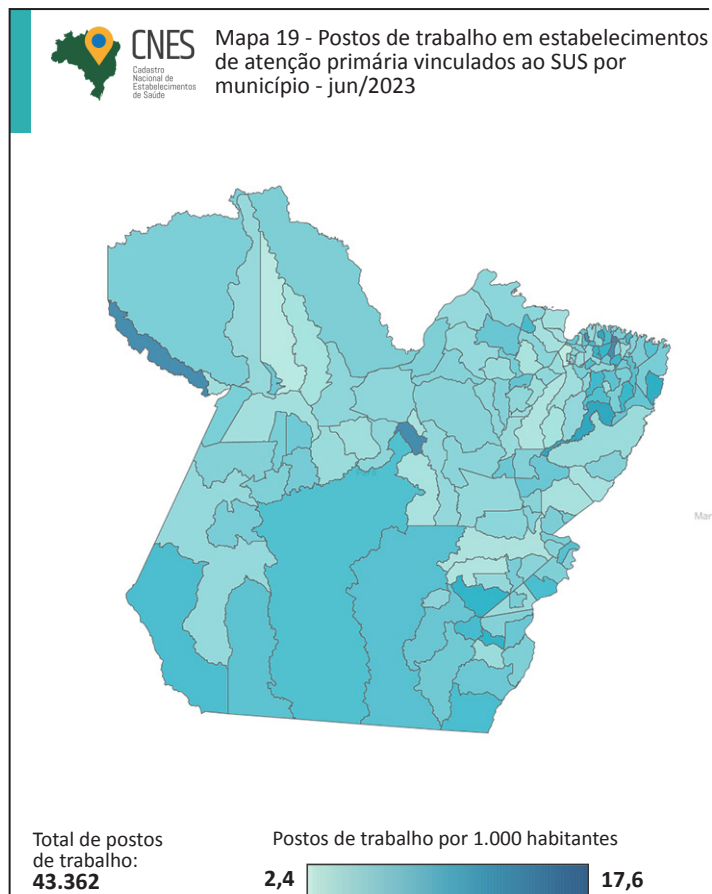 CNES
Cadastro
Nacional de
Estabelecimentos
de Saúde
Mapa 19 - Postos de trabalho em estabelecimentos
de atenção primária vinculados ao SUS por
município - jun/2023
Mar
Total de postos
de trabalho:
43.362
Postos de trabalho por 1.000 habitantes
2,4
17,6